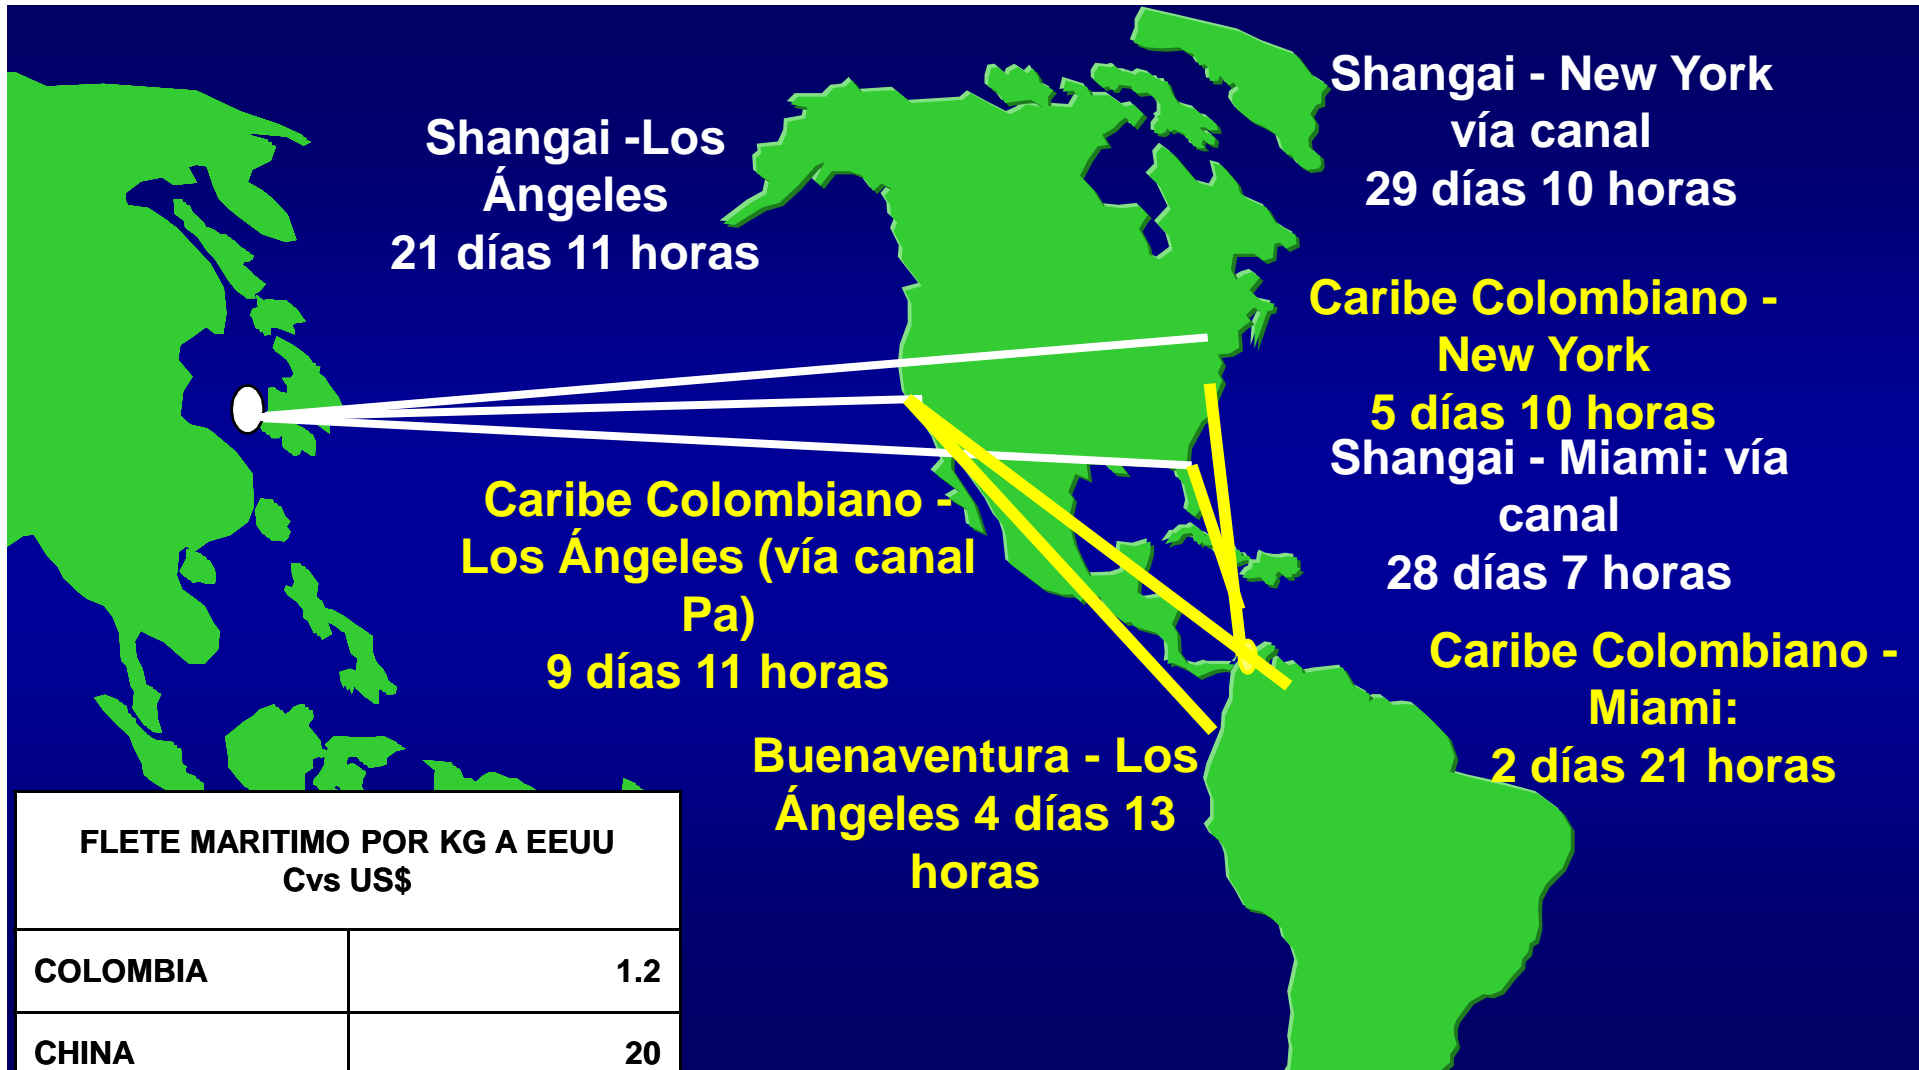 Shangai -Los
Ángeles
21 días 11 horas
Shangai - New York
vía canal
29 días 10 horas
Caribe Colombiano -
New York
5 días 10 horas
Shangai - Miami: vía
canal
28 días 7 horas
Caribe Colombiano -
Los Ángeles (vía canal
Pa)
9 días 11 horas
Caribe Colombiano -
Miami:
2 días 21 horas
Buenaventura - Los
Ángeles 4 días 13
horas
FLETE MARITIMO POR KG A EEUU
Cvs US$
COLOMBIA 1.2
CHINA 20